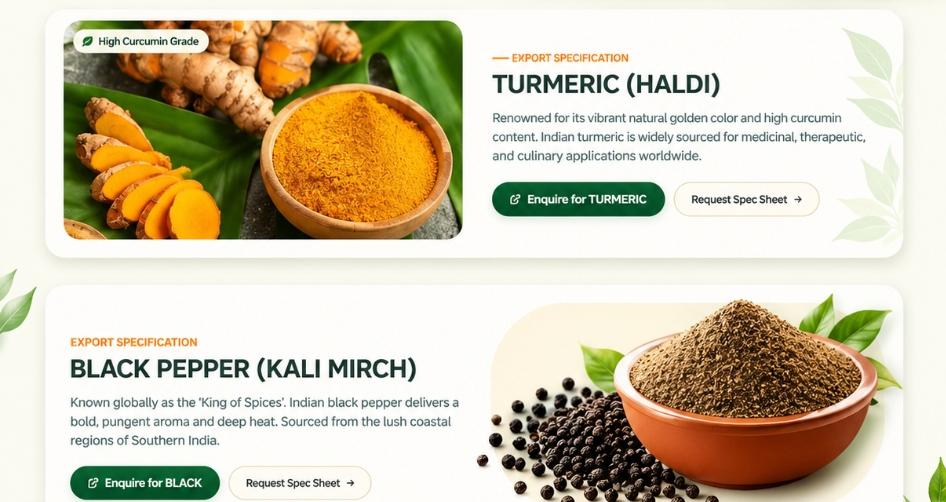 High Curcumin Grade
EXPORT SPECIFICATION
TURMERIC (HALDI)
Renowned for its vibrant natural golden color and high curcumin
content. Indian turmeric is widely sourced for medicinal, therapeutic,
and culinary applications worldwide.
Enquire for TURMERIC
Request Spec Sheet →
EXPORT SPECIFICATION
BLACK PEPPER (KALI MIRCH)
Known globally as the 'King of Spices'. Indian black pepper delivers a
bold, pungent aroma and deep heat. Sourced from the lush coastal
regions of Southern India.
Enquire for BLACK
Request Spec Sheet →